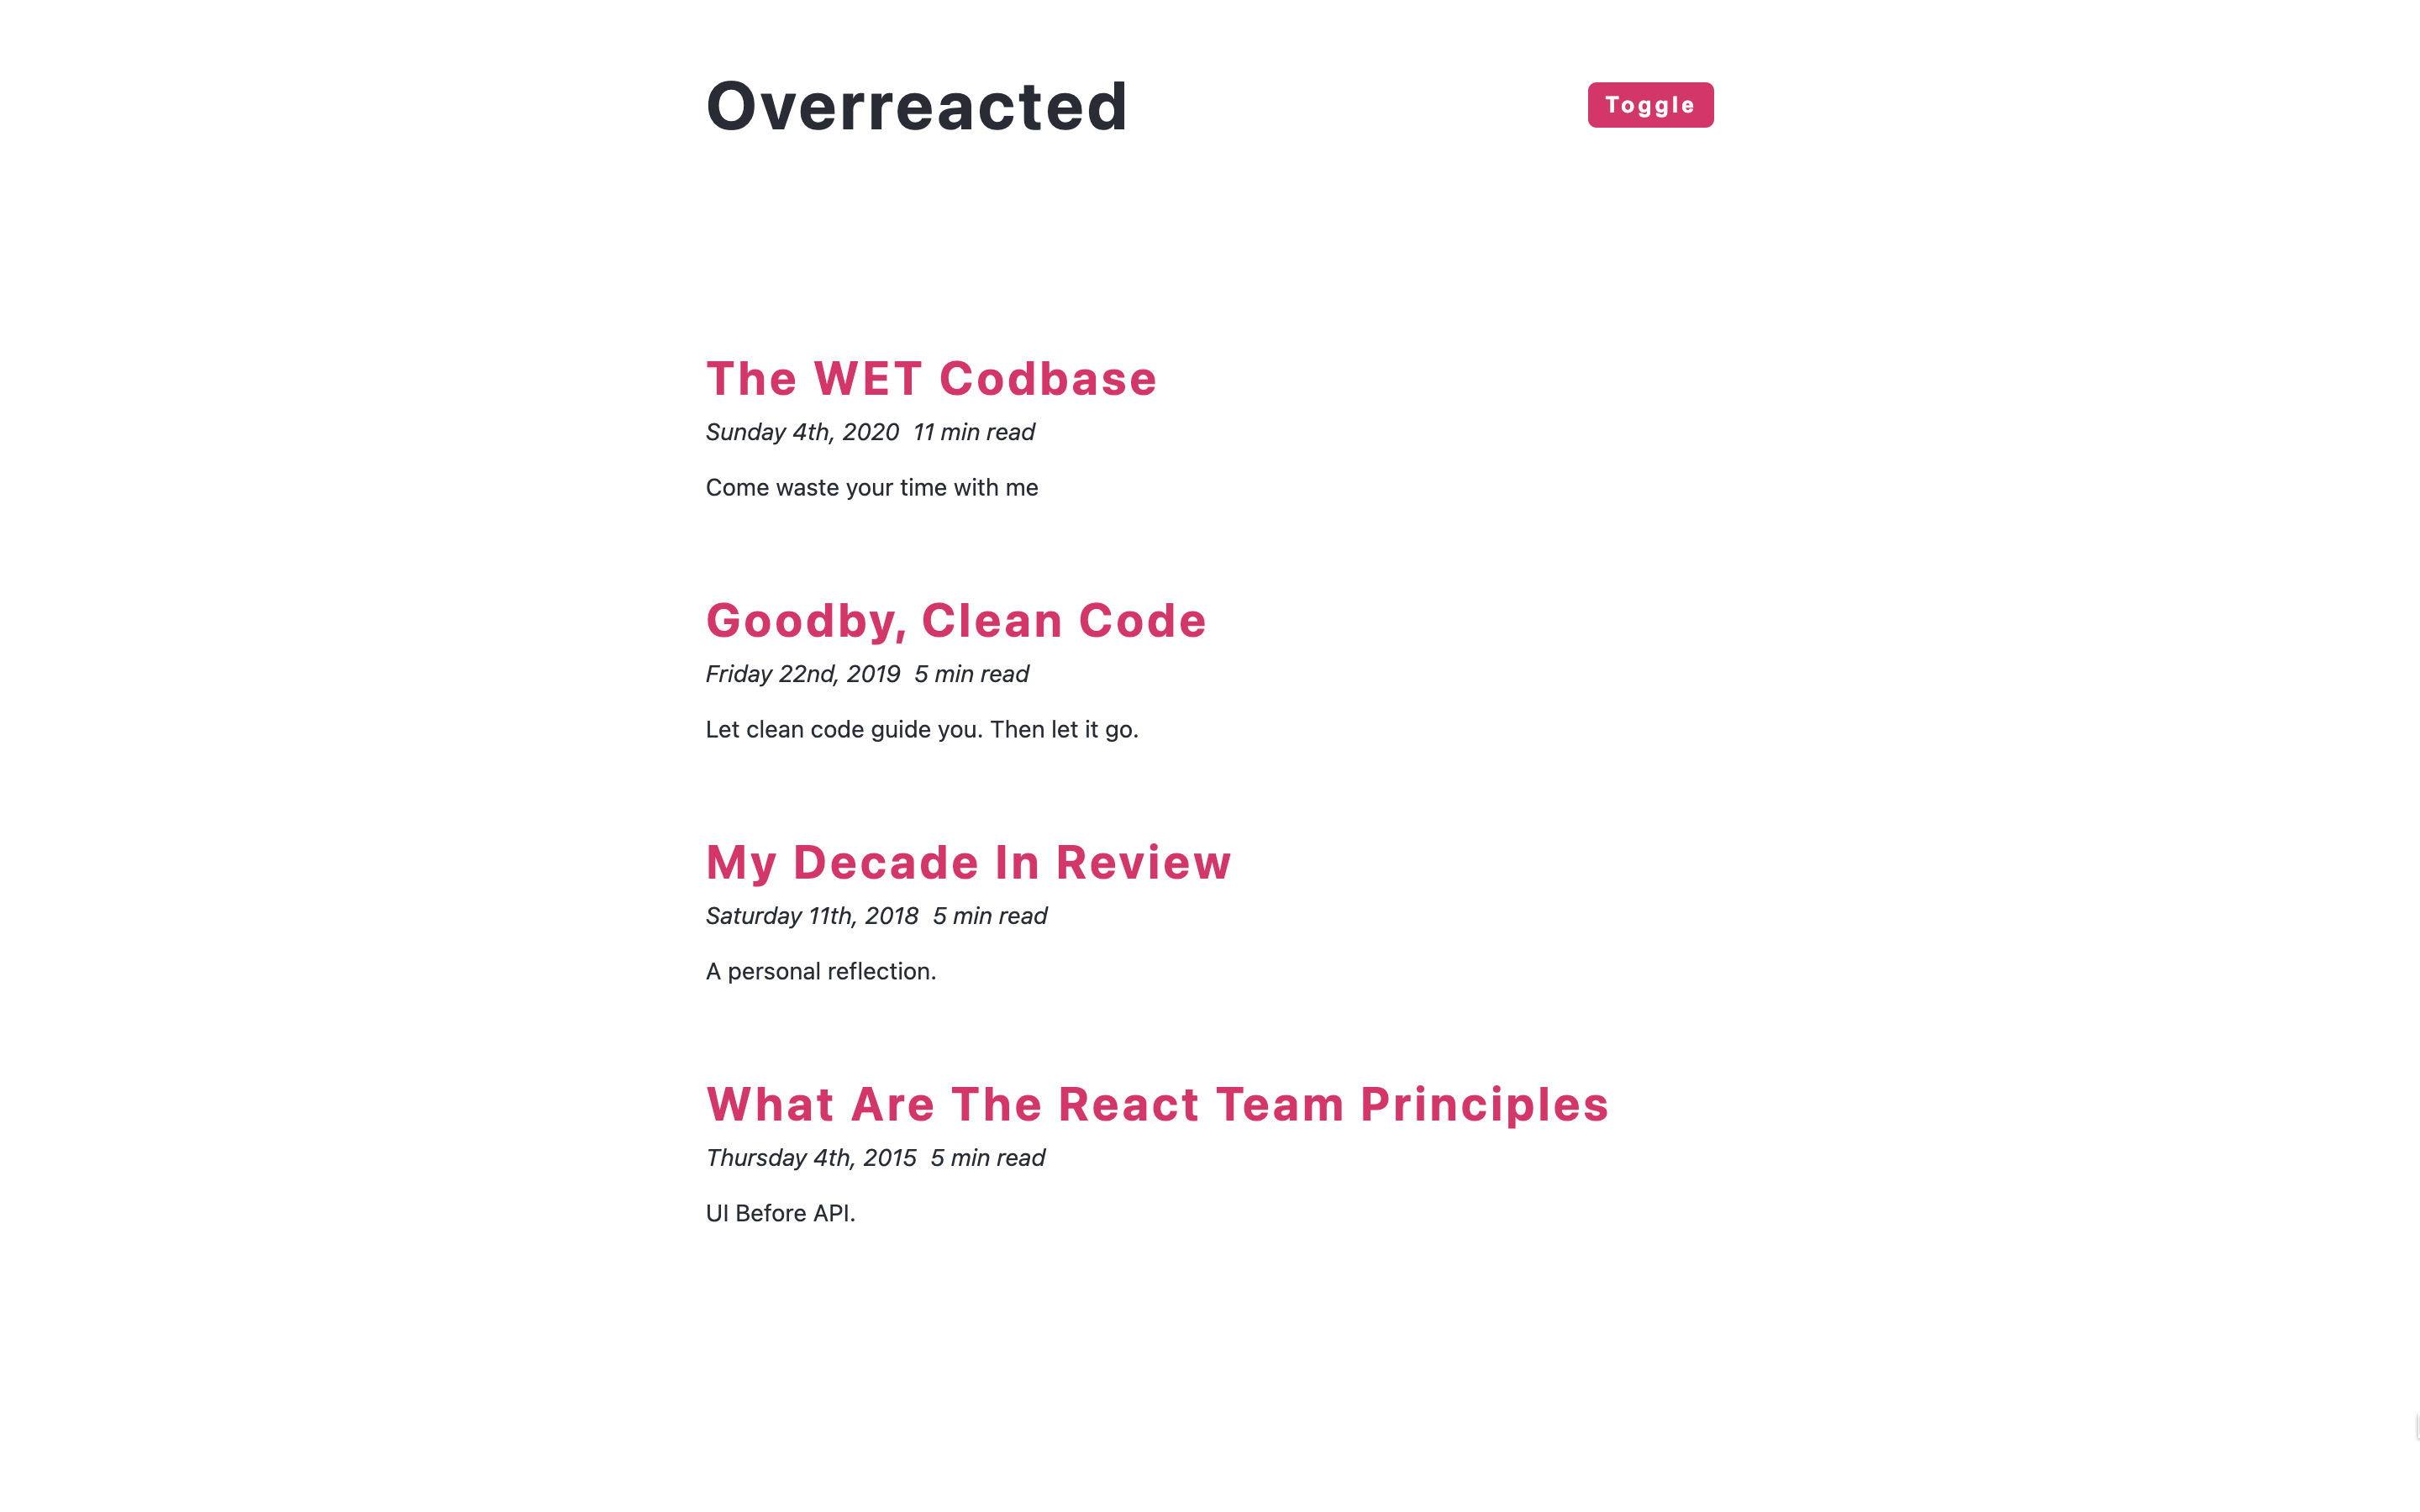 Overreacted
Toggle
The WET Codbase
Sunday 4th, 2020 11 min read
Come waste your time with me
Goodby, Clean Code
Friday 22nd, 2019 5 min read
Let clean code guide you. Then let it go.
My Decade In Review
Saturday 11th, 2018 5 min read
A personal reflection.
What Are The React Team Principles
Thursday 4th, 2015 5 min read
UI Before API.